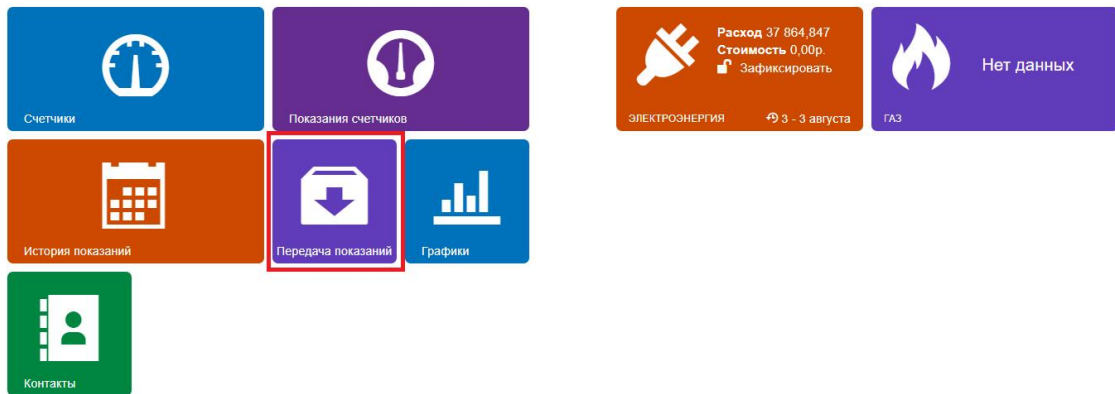 Счетчики
Показания счетчиков
История показаний
Передача показаний
Графики
Контакты
Расход 37 864,847
Стоимость 0,00р.
Зафиксировать
ЭЛЕКТРОЭНЕРГИЯ
3 - 3 августа
Нет данных
ГАЗ